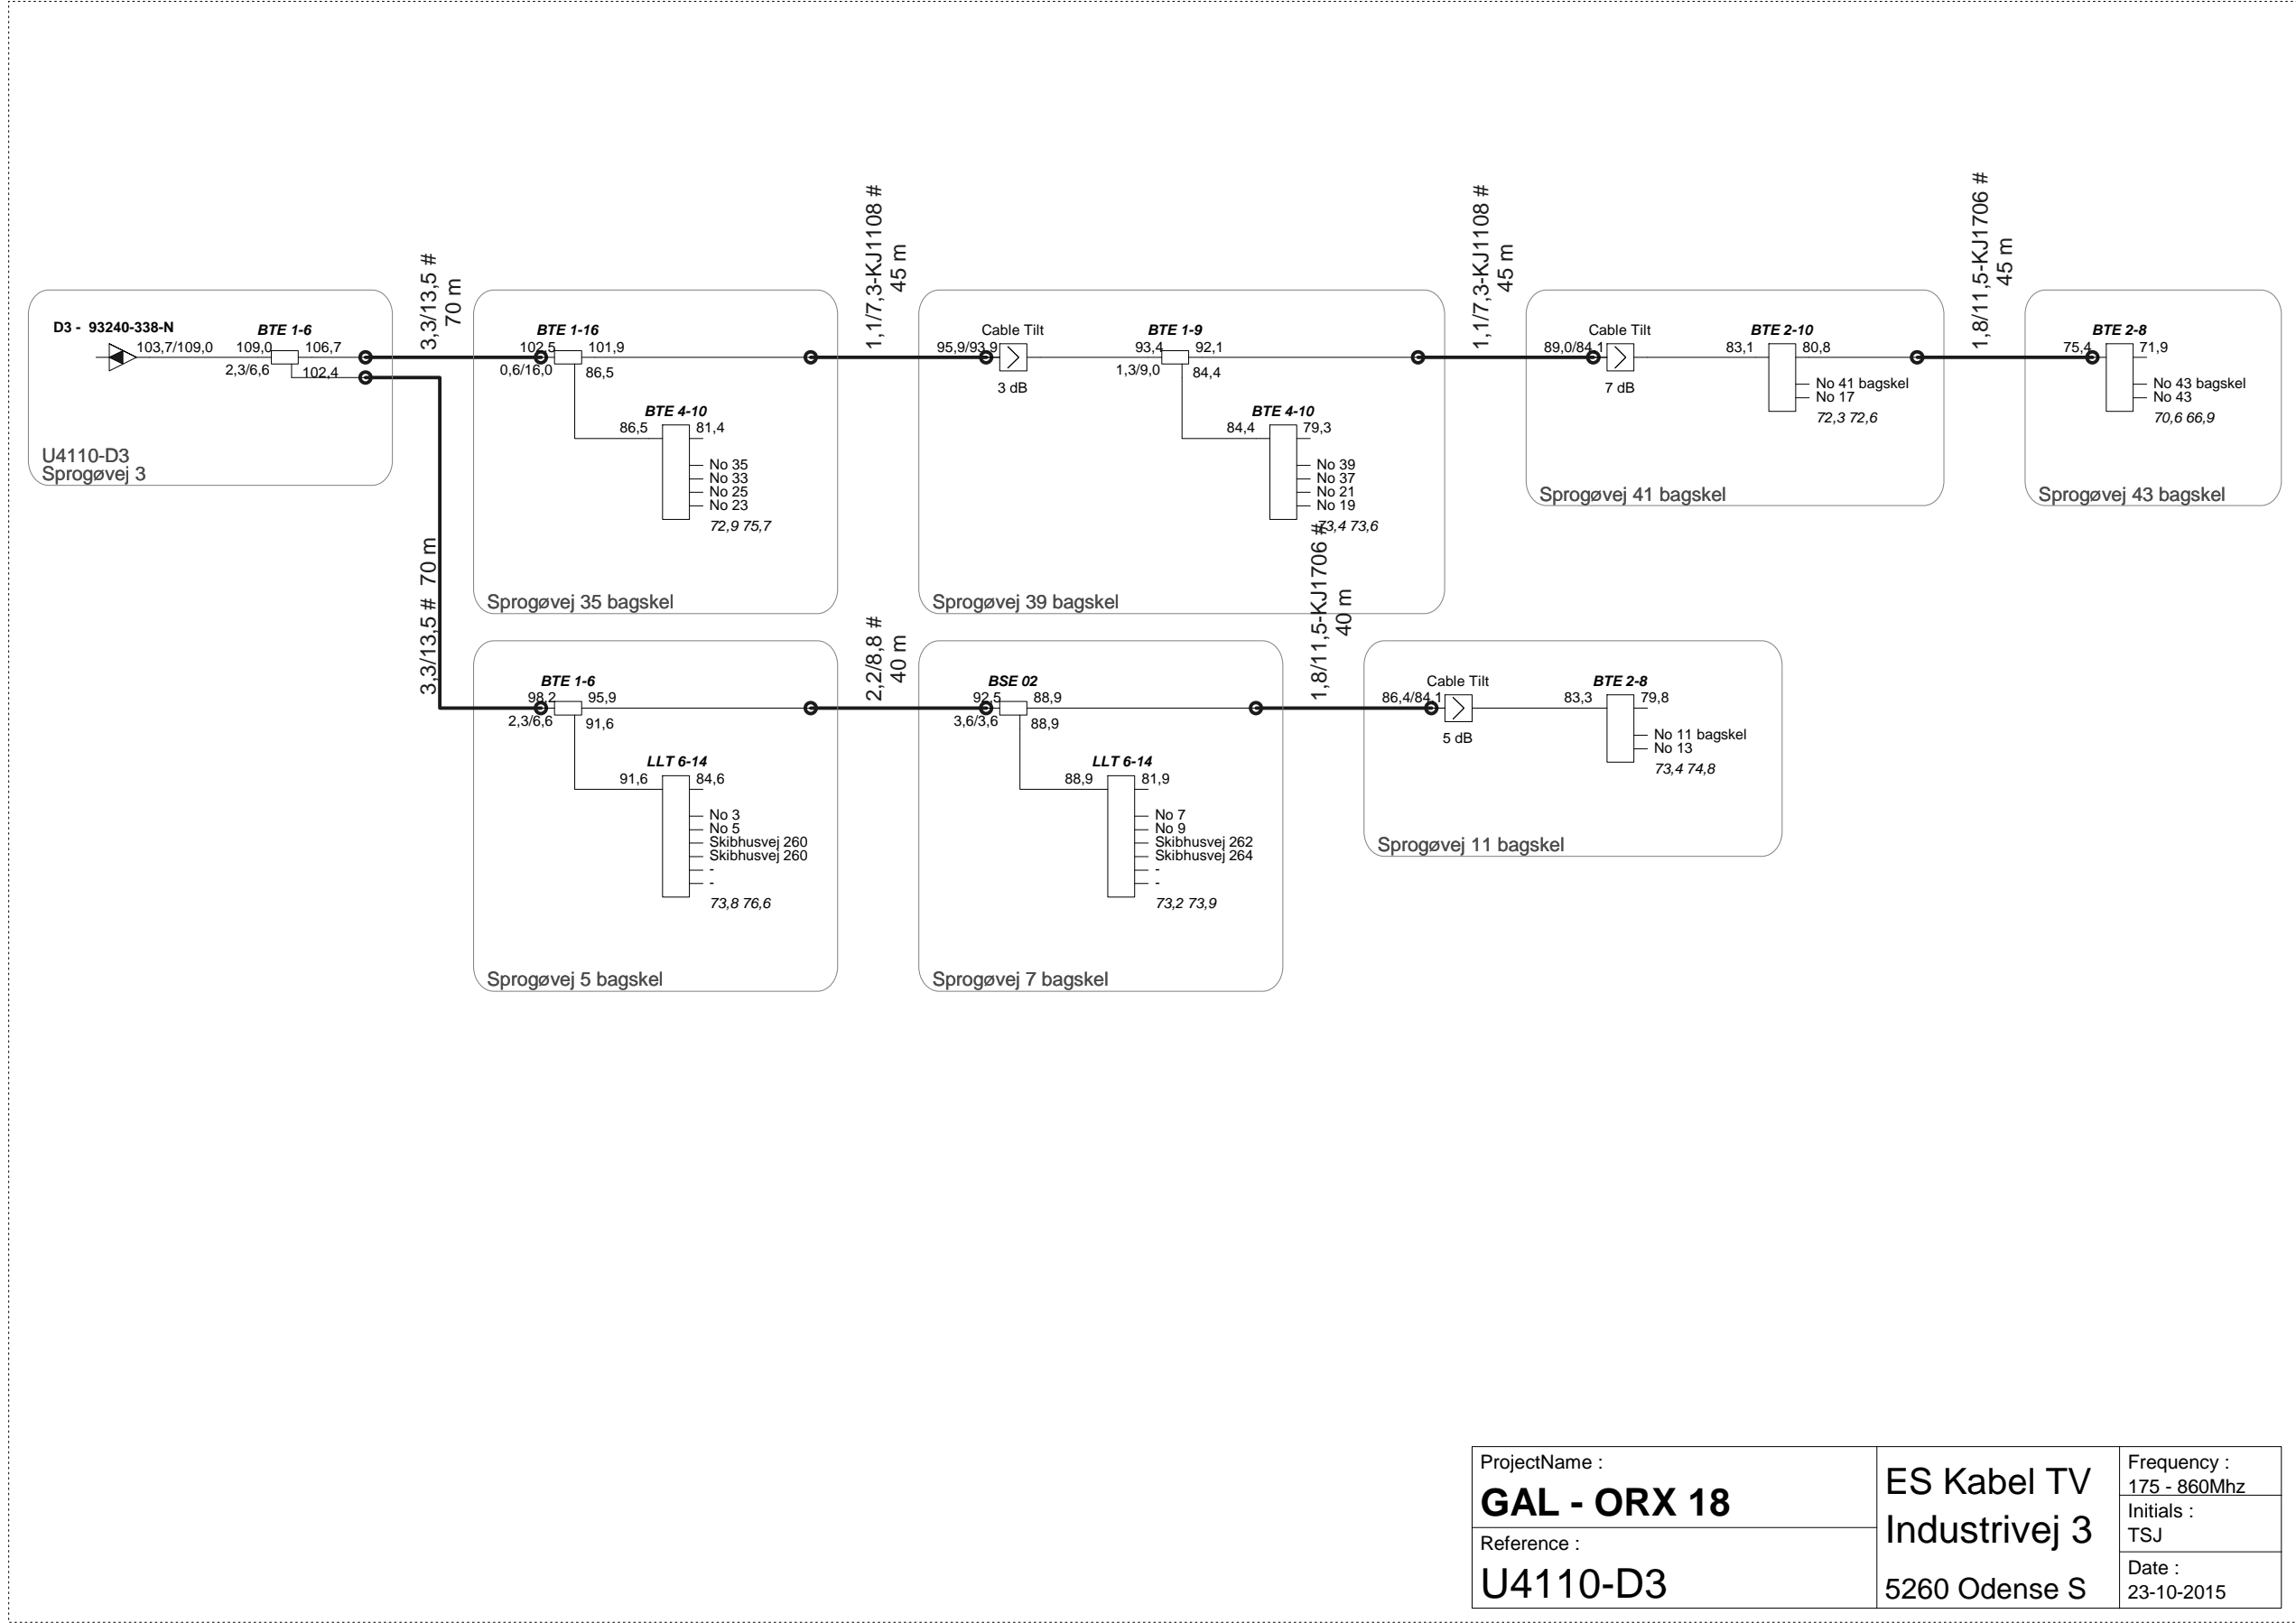 3,3/13,5 #
70 m
1,1/7,3-KJ1108 #
45 m
1,1/7,3-KJ1108 #
45 m
1,8/11,5-KJ1706 #
45 m
D3 - 93240-338-N
103,7/109,0
BTE 1-6
109,0
106,7
2,3/6,6
102,4
U4110-D3
Sprogøvej 3
BTE 1-16
102,5
101,9
0,6/16,0
86,5
BTE 4-10
86,5
81,4
No 35
No 33
No 25
No 23
72,9 75,7
Sprogøvej 35 bagskel
Cable Tilt
95,9/93,9
3 dB
BTE 1-9
93,4
92,1
1,3/9,0
84,4
BTE 4-10
84,4
79,3
No 39
No 37
No 21
No 19
73,4 73,6
Sprogøvej 39 bagskel
Cable Tilt
89,0/84,1
7 dB
BTE 2-10
83,1
80,8
No 41 bagskel
No 17
72,3 72,6
Sprogøvej 41 bagskel
BTE 2-8
75,4
71,9
No 43 bagskel
No 43
70,6 66,9
Sprogøvej 43 bagskel
3,3/13,5 # 70 m
2,2/8,8 #
40 m
1,8/11,5-KJ1706 #
40 m
BTE 1-6
98,2
95,9
2,3/6,6
91,6
LLT 6-14
91,6
84,6
No 3
No 5
Skibhusvej 260
Skibhusvej 260
-
-
73,8 76,6
Sprogøvej 5 bagskel
BSE 02
92,5
88,9
3,6/3,6
88,9
LLT 6-14
88,9
81,9
No 7
No 9
Skibhusvej 262
Skibhusvej 264
-
-
73,2 73,9
Sprogøvej 7 bagskel
Cable Tilt
86,4/84,1
5 dB
BTE 2-8
83,3
79,8
No 11 bagskel
No 13
73,4 74,8
Sprogøvej 11 bagskel
ProjectName :
GAL - ORX 18
Reference :
U4110-D3
ES Kabel TV
Industrivej 3
5260 Odense S
Frequency :
175 - 860Mhz
Initials :
TSJ
Date :
23-10-2015